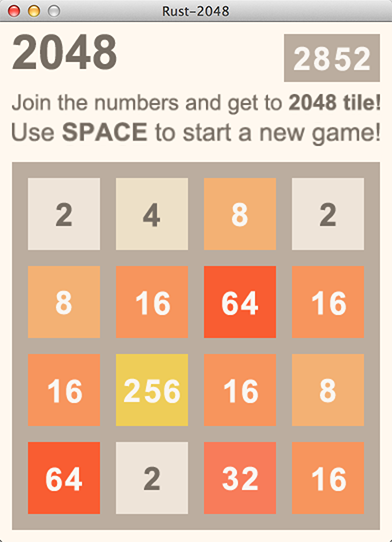 Rust-2048
2048
2852
Join the numbers and get to 2048 tile!
Use SPACE to start a new game!
2 4 8 2
8 16 64 16
16 256 16 8
64 2 32 16